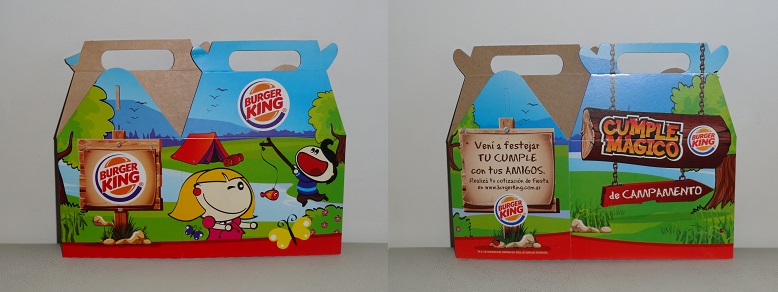 BURGER
KING
BURGER
KING
CUMPLE
MÁGICO
BURGER
KING
de CAMPAMENTO
Vení a festejar
TU CUMPLE
con tus AMIGOS.
Realizá tu cotización de fiesta
en www.burgerking.com.ar
BURGER
KING